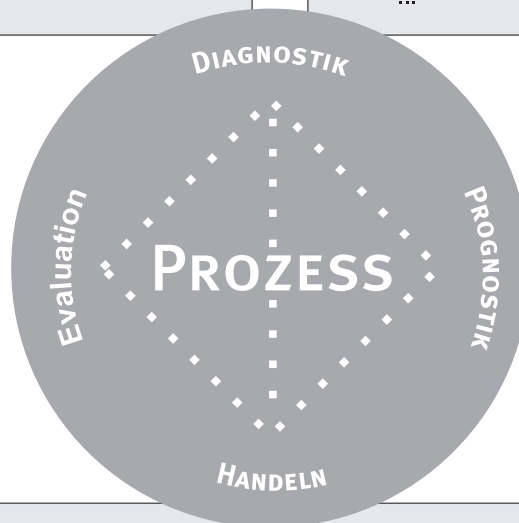 ...
DIAGNOSTIK
Evaluation
PROZESS
PROGNOSTIK
HANDELN